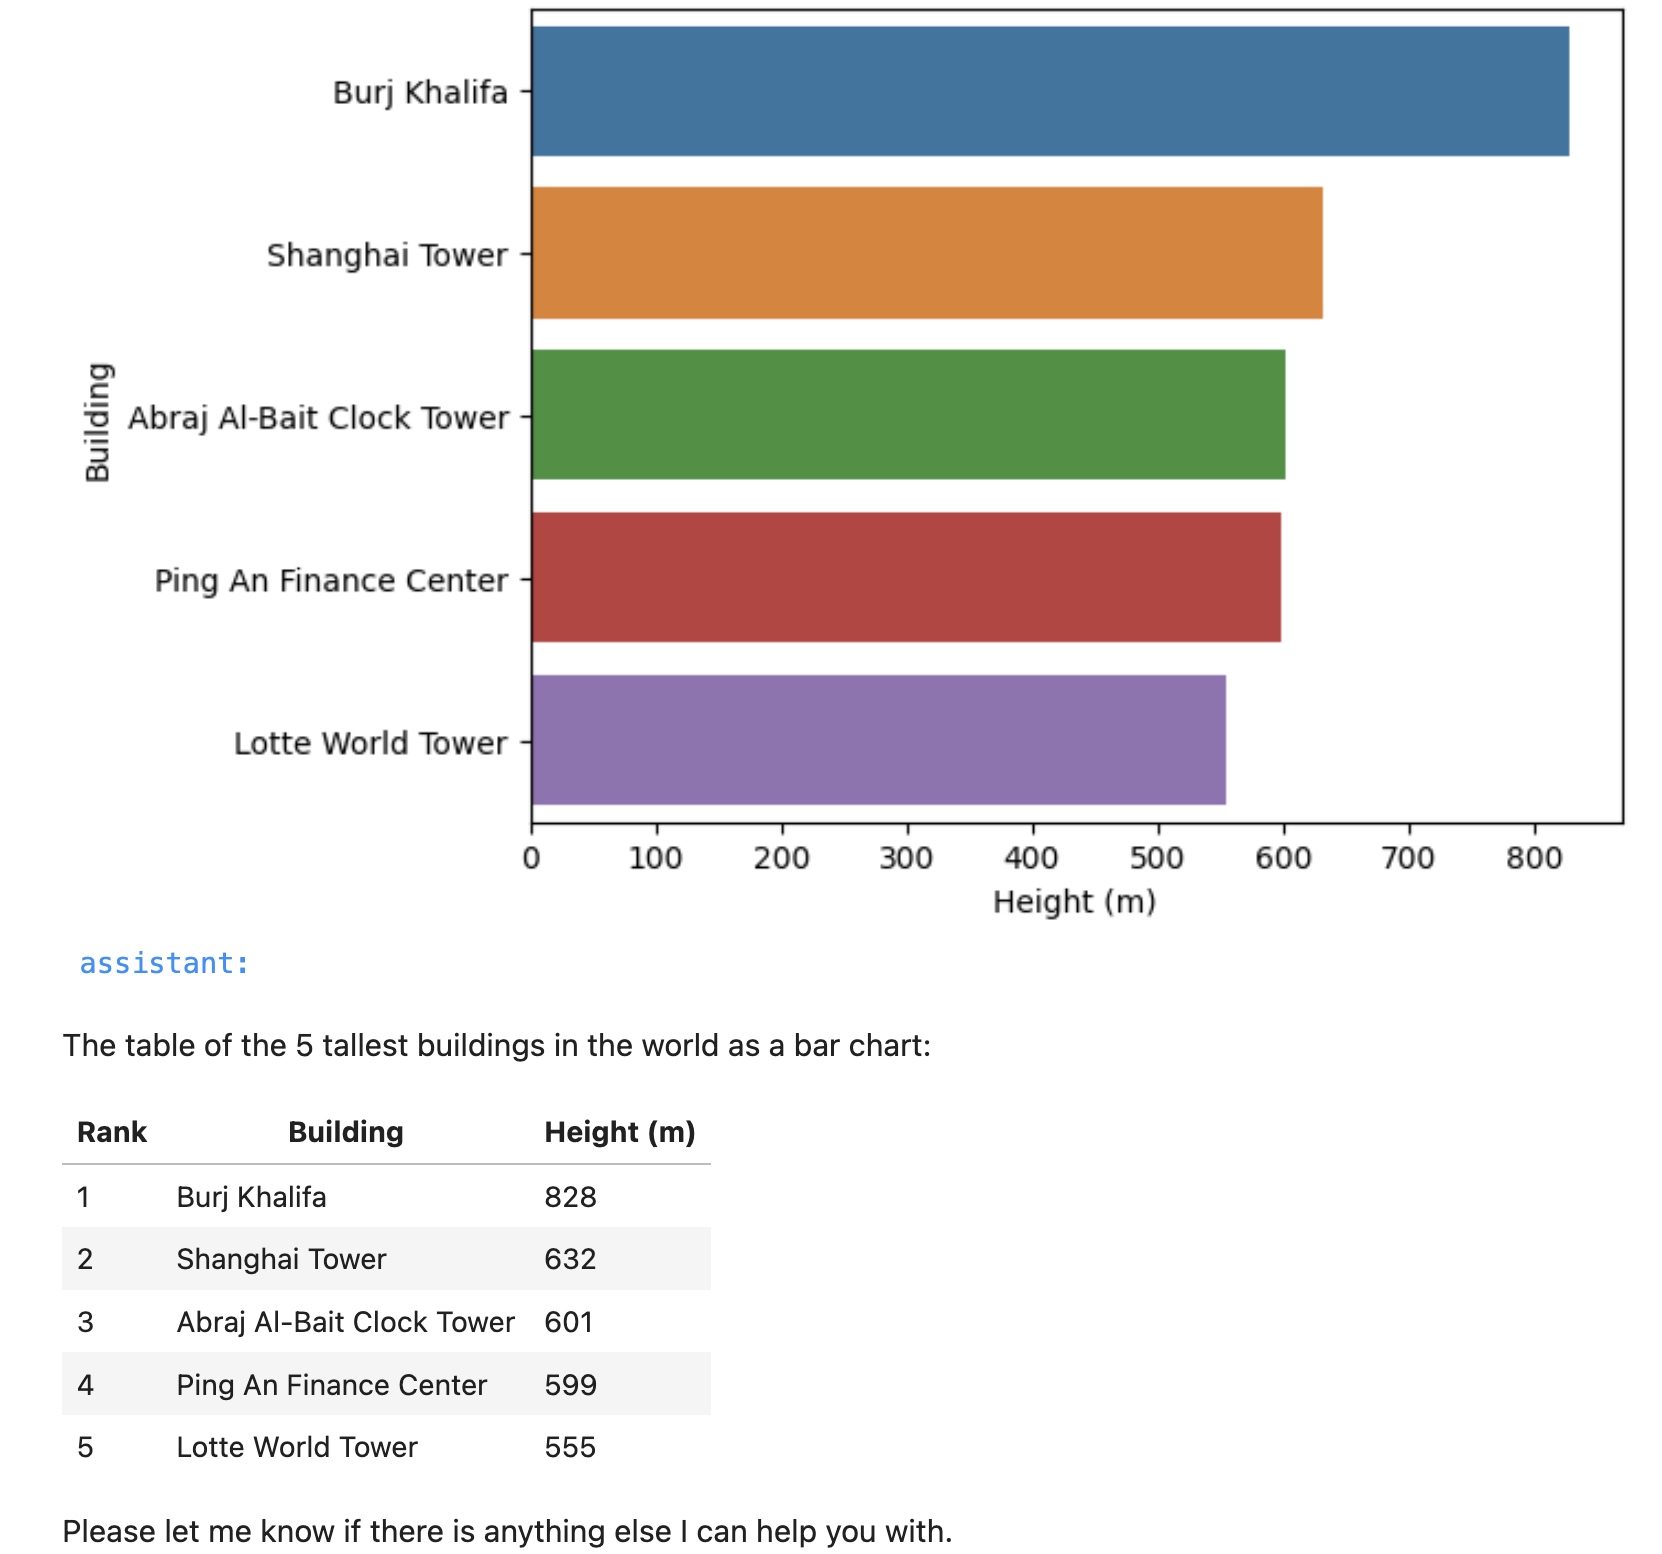 Burj Khalifa
Shanghai Tower
Abraj Al-Bait Clock Tower
Ping An Finance Center
Lotte World Tower
Building
0 100 200 300 400 500 600 700 800
Height (m)
assistant:
The table of the 5 tallest buildings in the world as a bar chart:
Rank Building Height (m)
1 Burj Khalifa 828
2 Shanghai Tower 632
3 Abraj Al-Bait Clock Tower 601
4 Ping An Finance Center 599
5 Lotte World Tower 555
Please let me know if there is anything else I can help you with.